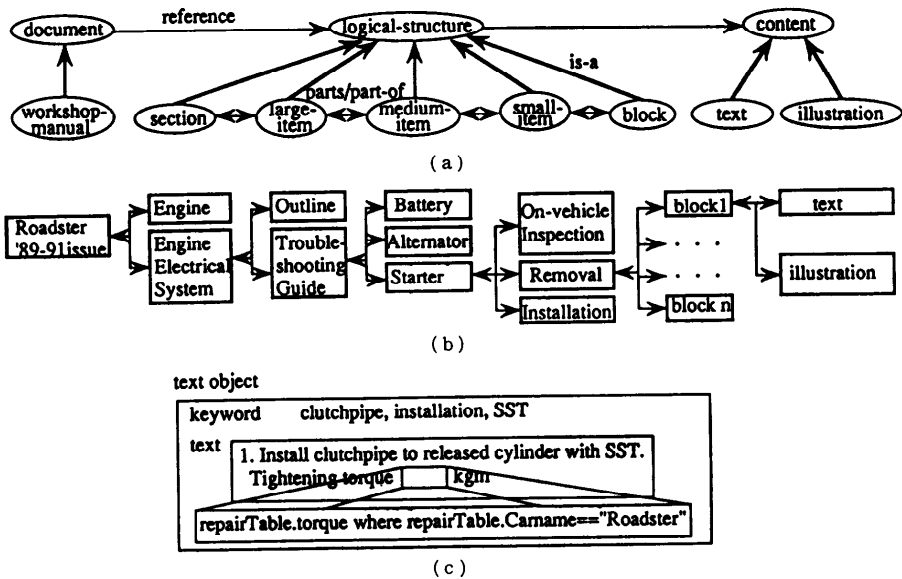 document
reference
logical-structure
content
is-a
parts/part-of
workshop-
manual
section
large-
item
medium-
item
small-
item
block
text
illustration
(a)
Roadster
'89-91issue
Engine
Engine
Electrical
System
Outline
Trouble-
shooting
Guide
Battery
Alternator
Starter
On-vehicle
Inspection
Removal
Installation
block1
. . .
. . .
block n
text
illustration
(b)
text object
keyword clutchpipe, installation, SST
text
1. Install clutchpipe to released cylinder with SST.
Tightening torque kgm
repairTable.torque where repairTable.Carname=="Roadster"
(c)